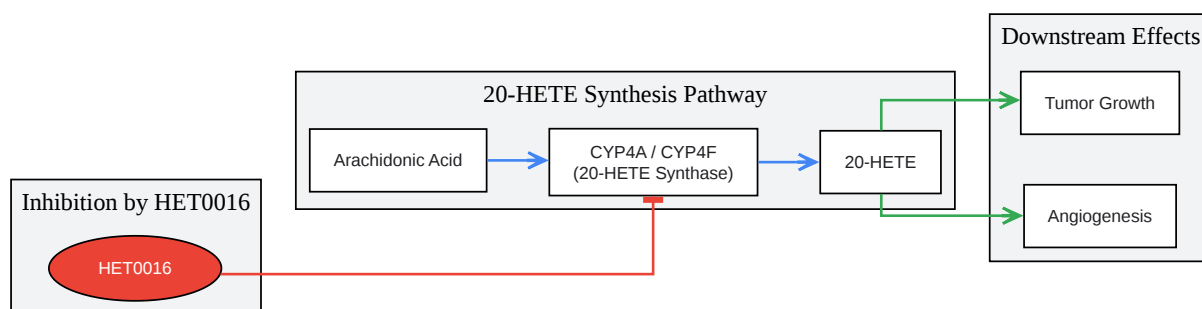 Downstream Effects
Tumor Growth
20-HETE Synthesis Pathway
Arachidonic Acid
CYP4A / CYP4F
(20-HETE Synthase)
20-HETE
Angiogenesis
Inhibition by HET0016
HET0016